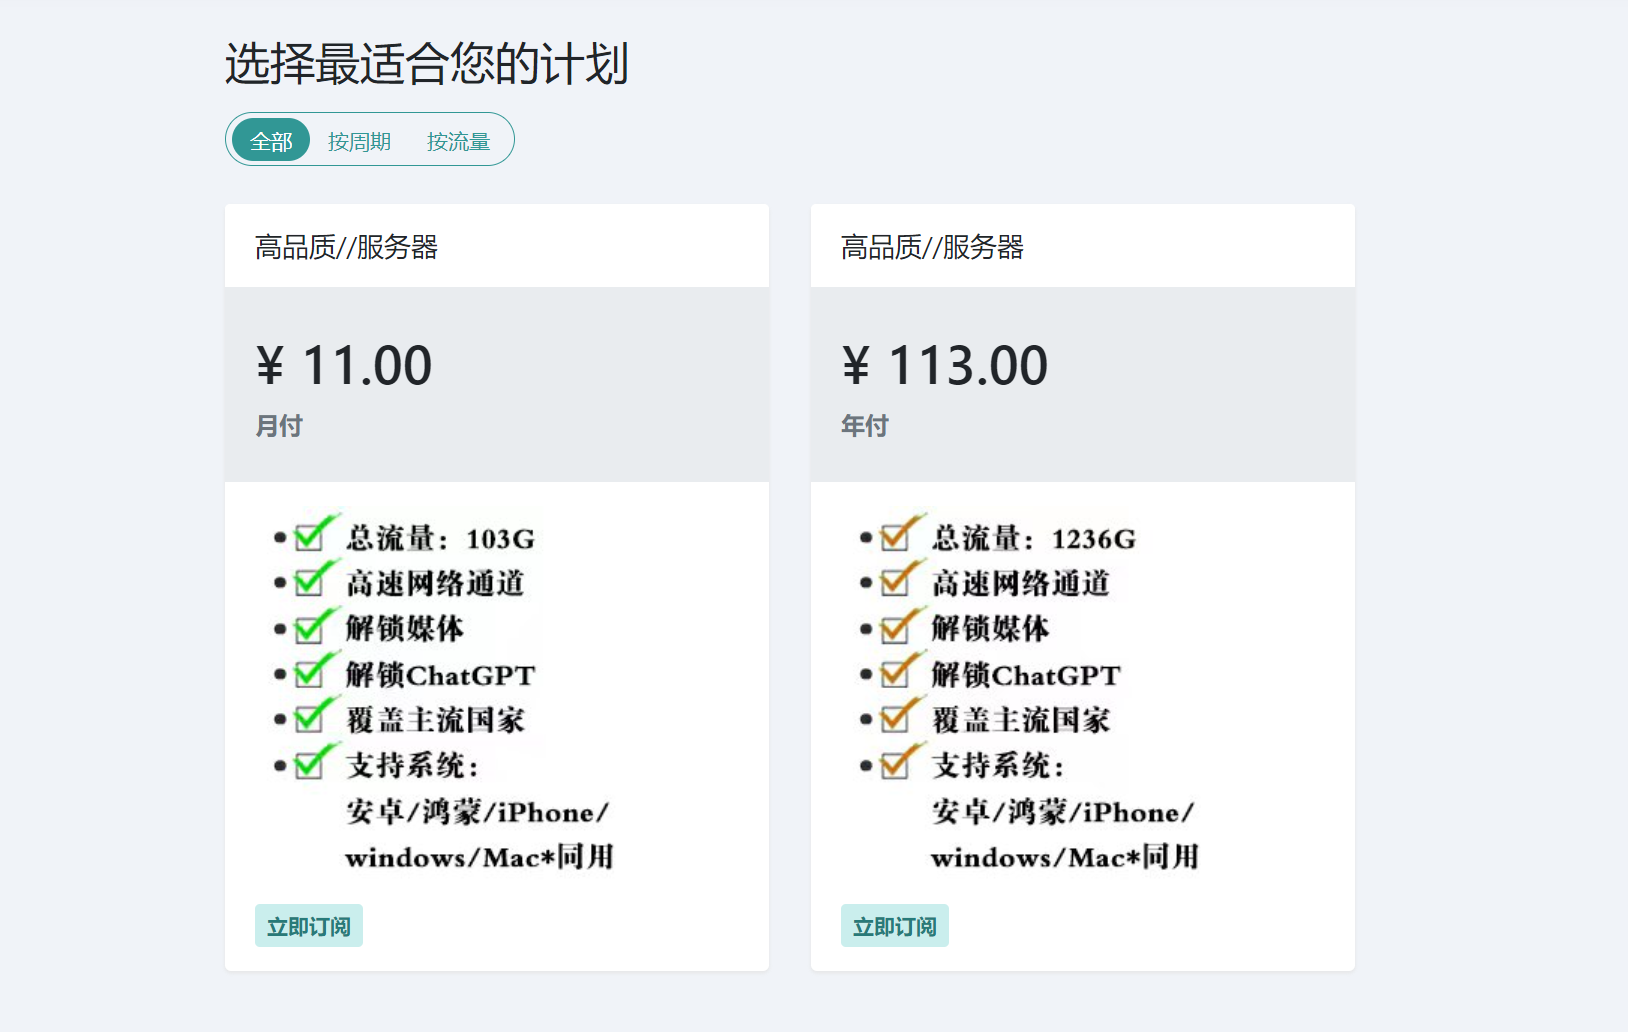 选择最适合您的计划
全部 按周期 按流量
高品质//服务器
¥ 11.00
月付
总流量：103G
高速网络通道
解锁媒体
解锁ChatGPT
覆盖主流国家
支持系统：
安卓/鸿蒙/iPhone/
windows/Mac*同用
立即订阅
高品质//服务器
¥ 113.00
年付
总流量：1236G
高速网络通道
解锁媒体
解锁ChatGPT
覆盖主流国家
支持系统：
安卓/鸿蒙/iPhone/
windows/Mac*同用
立即订阅